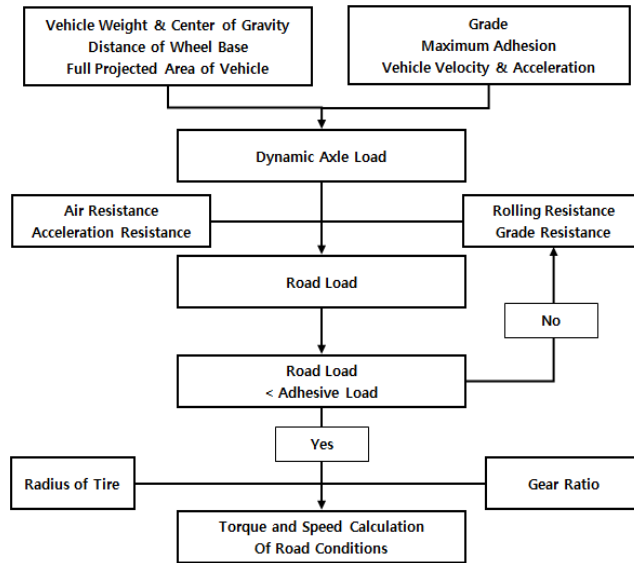 Vehicle Weight & Center of Gravity
Distance of Wheel Base
Full Projected Area of Vehicle
Grade
Maximum Adhesion
Vehicle Velocity & Acceleration
Dynamic Axle Load
Air Resistance
Acceleration Resistance
Rolling Resistance
Grade Resistance
Road Load
No
Road Load
< Adhesive Load
Yes
Radius of Tire
Gear Ratio
Torque and Speed Calculation
Of Road Conditions